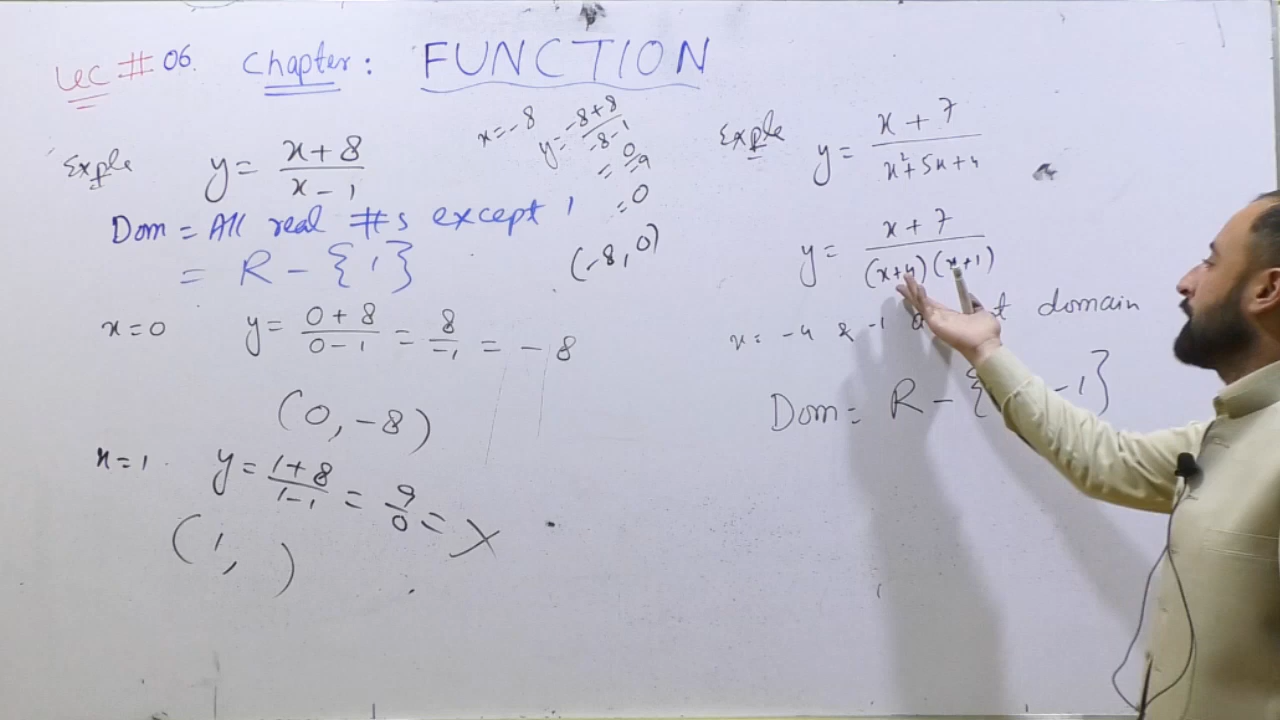 Lec # 06. Chapter: FUNCTION
Exple y = x+8 / x-1
Dom = All real #s except 1
= R - {1}
x=0 y = 0+8 / 0-1 = 8 / -1 = -8
(0, -8)
x=1. y = 1+8 / 1-1 = 9/0 = X
(1, )
x=-8 y = -8+8 / -8-1
= 0/-9
=0
(-8,0)
Exple y = x+7 / x²+5x+4
y = x+7 / (x+4)(x+1)
x = -4 & -1 domain
Dom = R - { -1}